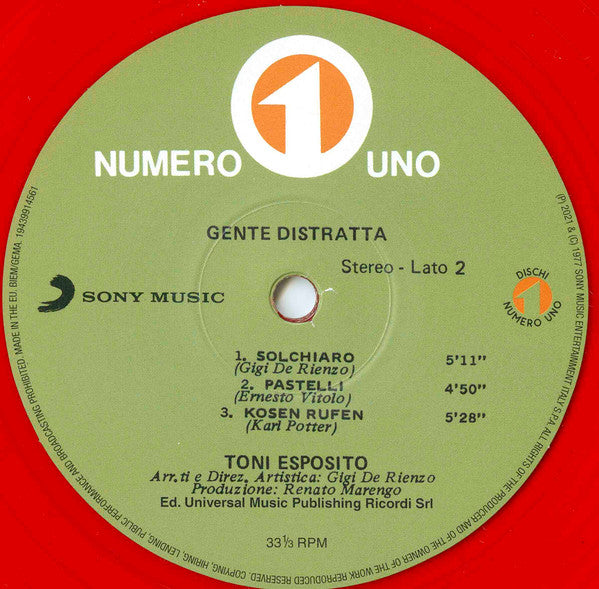 NUMERO 1 UNO
GENTE DISTRATTA
Stereo - Lato 2
SONY MUSIC
DISCHI
1
NUMERO UNO
1. SOLCHIARO 5'11"
(Gigi De Rienzo)
2. PASTELLI 4'50"
(Ernesto Vitolo)
3. KOSEN RUFEN 5'28"
(Karl Potter)
TONI ESPOSITO
Arr.ti e Direz. Artistica: Gigi De Rienzo
Produzione: Renato Marengo
Ed. Universal Music Publishing Ricordi Srl
33⅓ RPM
(P) 2021 & (C) 1977 SONY MUSIC ENTERTAINMENT ITALY S.P.A. ALL RIGHTS OF THE PRODUCER AND OF THE OWNER OF THE WORK REPRODUCED RESERVED. COPYING, HIRING, LENDING, PUBLIC PERFORMANCE AND BROADCASTING PROHIBITED. MADE IN THE EU. BIEM/GEMA. 19439914561